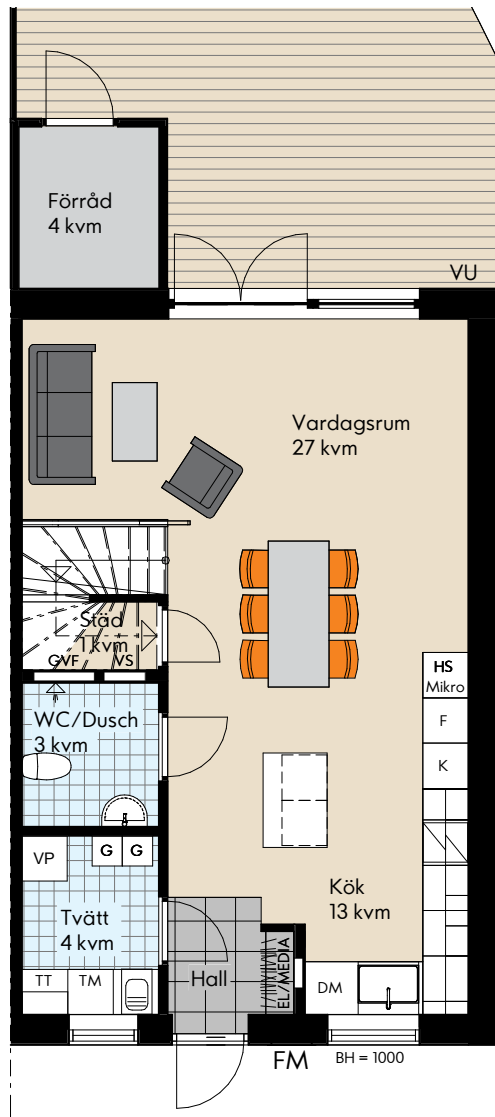 Förråd
4 kvm
VU
Vardagsrum
27 kvm
Städ
1 kvm
GVF
VS
HS
Mikro
WC/Dusch
3 kvm
F
K
VP
G
G
Kök
13 kvm
Tvätt
4 kvm
Hall
EL/MEDIA
TT
TM
DM
FM
BH = 1000